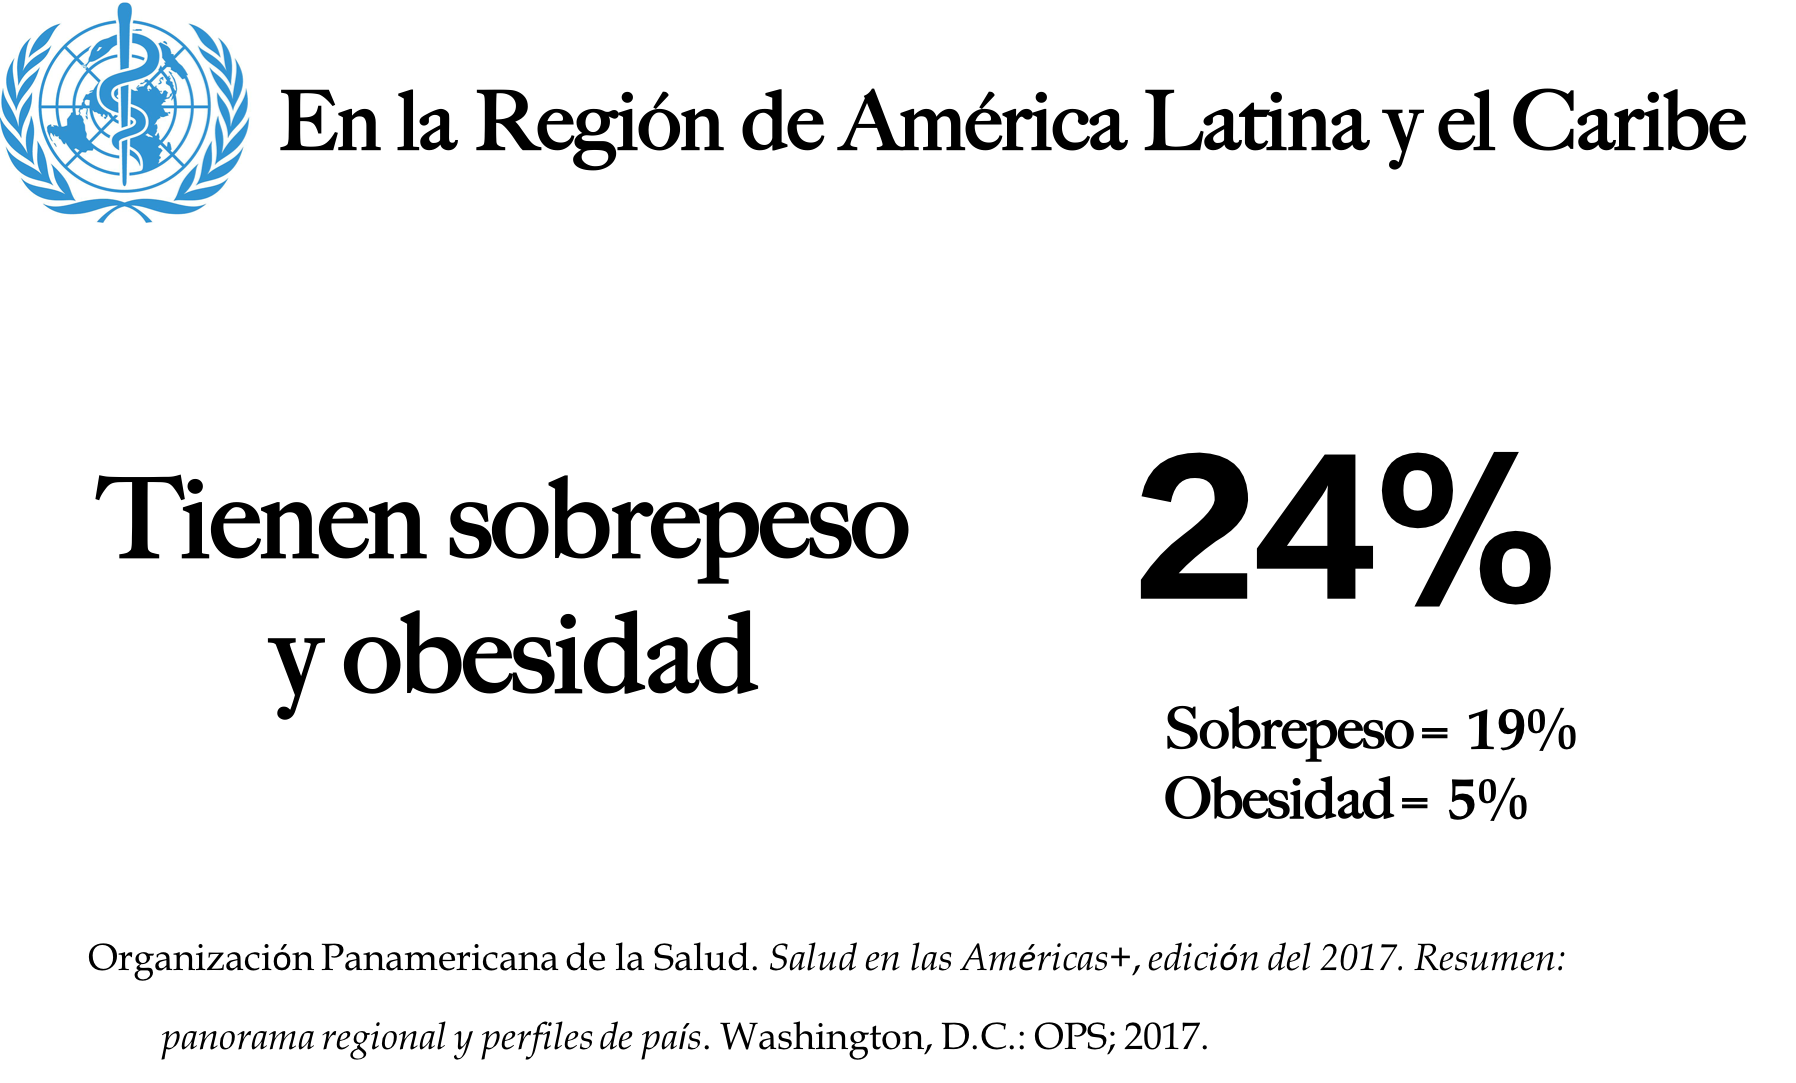 En la Región de América Latina y el Caribe
Tienen sobrepeso
y obesidad
24%
Sobrepeso= 19%
Obesidad= 5%
Organización Panamericana de la Salud. Salud en las Américas+, edición del 2017. Resumen:
panorama regional y perfiles de país. Washington, D.C.: OPS; 2017.